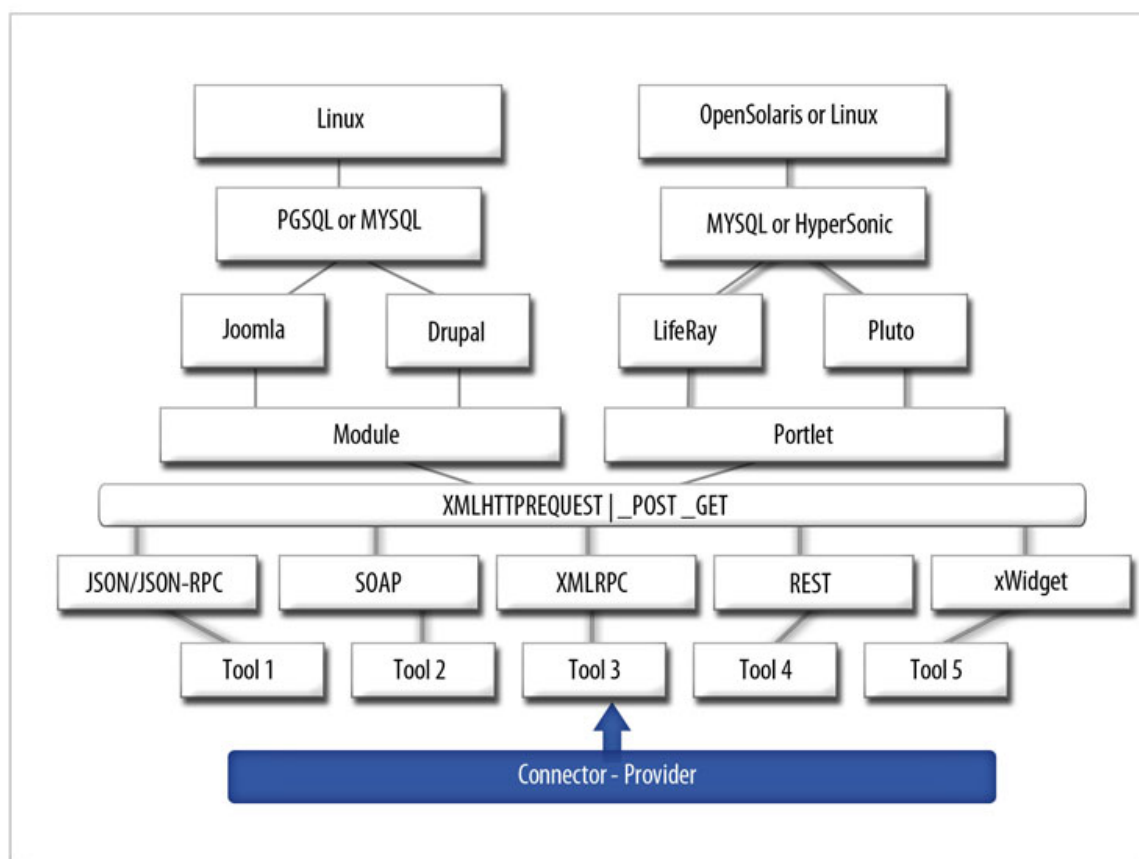 Linux
OpenSolaris or Linux
PGSQL or MYSQL
MYSQL or HyperSonic
Joomla
Drupal
LifeRay
Pluto
Module
Portlet
XMLHTTPREQUEST | _POST _GET
JSON/JSON-RPC
SOAP
XMLRPC
REST
xWidget
Tool 1
Tool 2
Tool 3
Tool 4
Tool 5
Connector - Provider